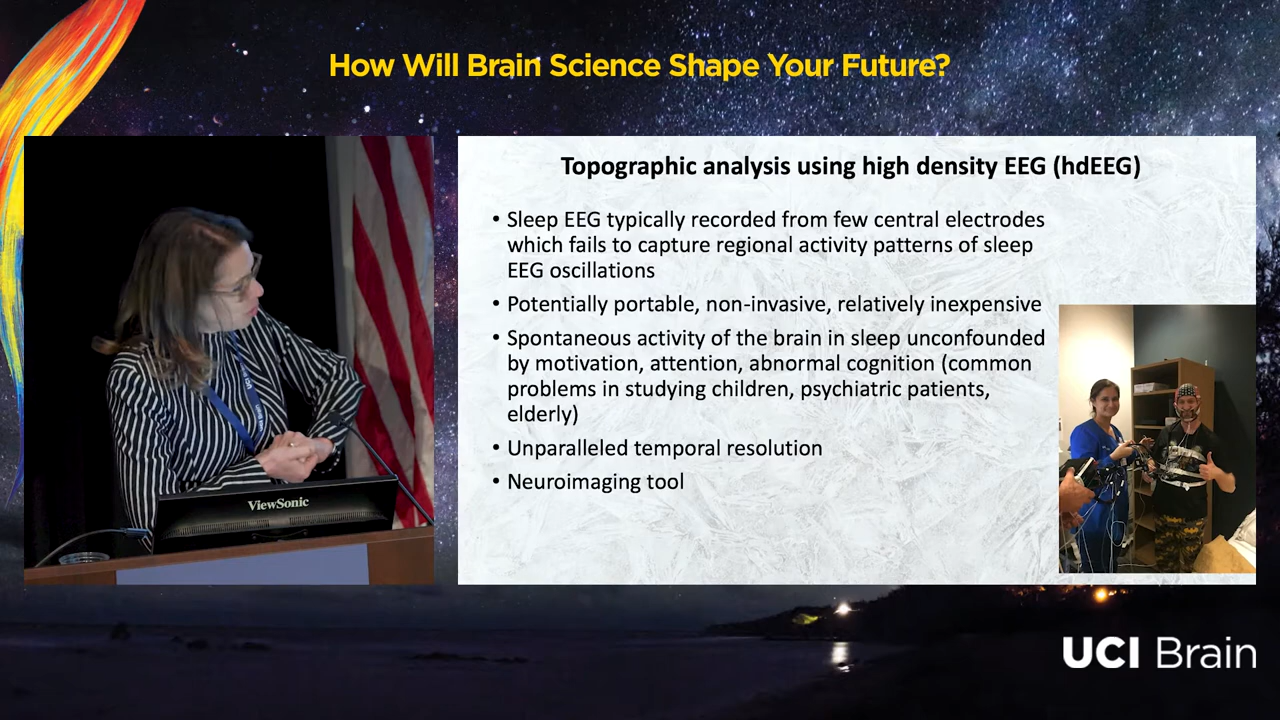 How Will Brain Science Shape Your Future?
Topographic analysis using high density EEG (hdEEG)
• Sleep EEG typically recorded from few central electrodes
which fails to capture regional activity patterns of sleep
EEG oscillations
• Potentially portable, non-invasive, relatively inexpensive
• Spontaneous activity of the brain in sleep unconfounded
by motivation, attention, abnormal cognition (common
problems in studying children, psychiatric patients,
elderly)
• Unparalleled temporal resolution
• Neuroimaging tool
ViewSonic
UCI Brain